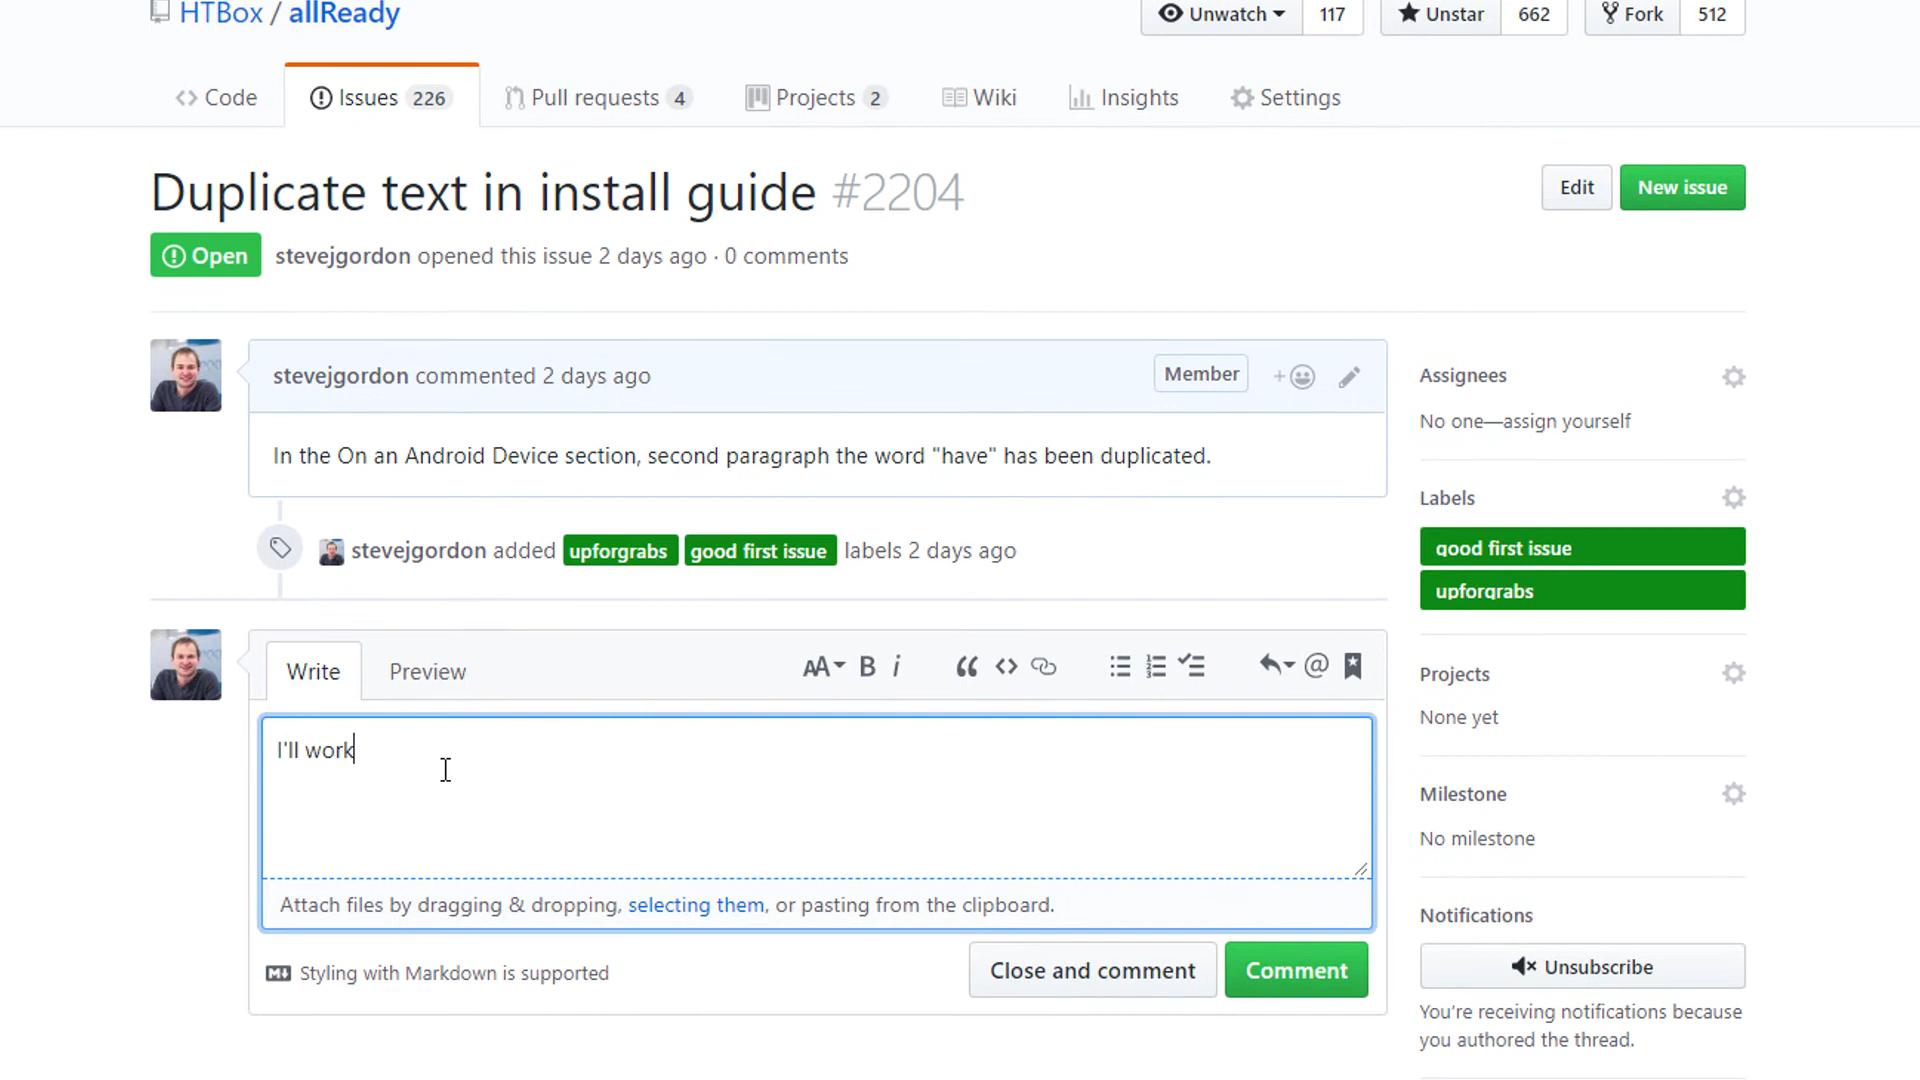 HTBox / allReady
Unwatch 117 Unstar 662 Fork 512
Code Issues 226 Pull requests 4 Projects 2 Wiki Insights Settings
Duplicate text in install guide #2204
Edit New issue
Open stevejgordon opened this issue 2 days ago · 0 comments
stevejgordon commented 2 days ago Member
In the On an Android Device section, second paragraph the word "have" has been duplicated.
stevejgordon added upforgrabs good first issue labels 2 days ago
Write Preview
I'll work
Attach files by dragging & dropping, selecting them, or pasting from the clipboard.
Styling with Markdown is supported
Close and comment Comment
Assignees
No one—assign yourself
Labels
good first issue
upforgrabs
Projects
None yet
Milestone
No milestone
Notifications
Unsubscribe
You're receiving notifications because
you authored the thread.